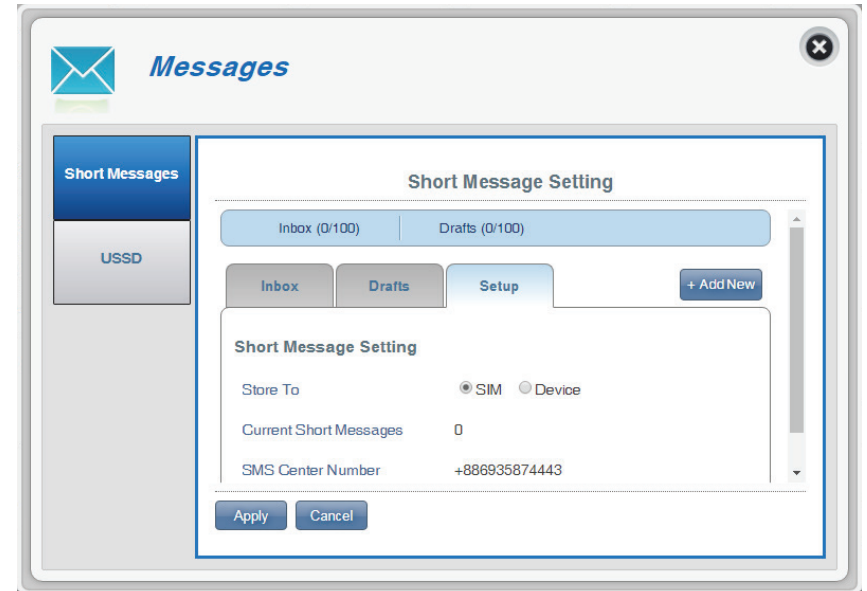 Messages
Short Messages
USSD
Short Message Setting
Inbox (0/100) Drafts (0/100)
Inbox Drafts Setup + Add New
Short Message Setting
Store To SIM Device
Current Short Messages 0
SMS Center Number +886935874443
Apply Cancel